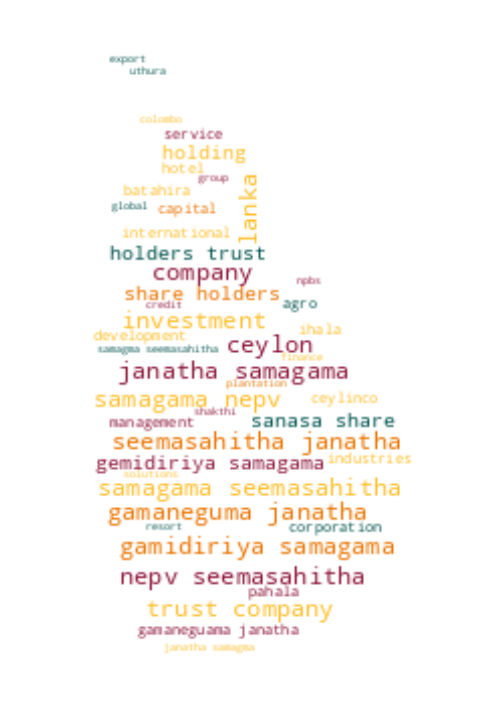 export
uthura
colombo
service
holding
hotel
group
lanka
batahira
global capital
international
holders trust
company
npbs
share holders
credit agro
investment
ihala
development
ceylon
samagma seemasahitha
finance
janatha samagama
plantation
samagama nepv ceylinco
shakthi
management sanasa share
seemasahitha janatha
gemidiriya samagama industries
solutions
samagama seemasahitha
gamaneguma janatha
resort corporation
gamidiriya samagama
nepv seemasahitha
pahala
trust company
gamaneguama janatha
janatha samagma